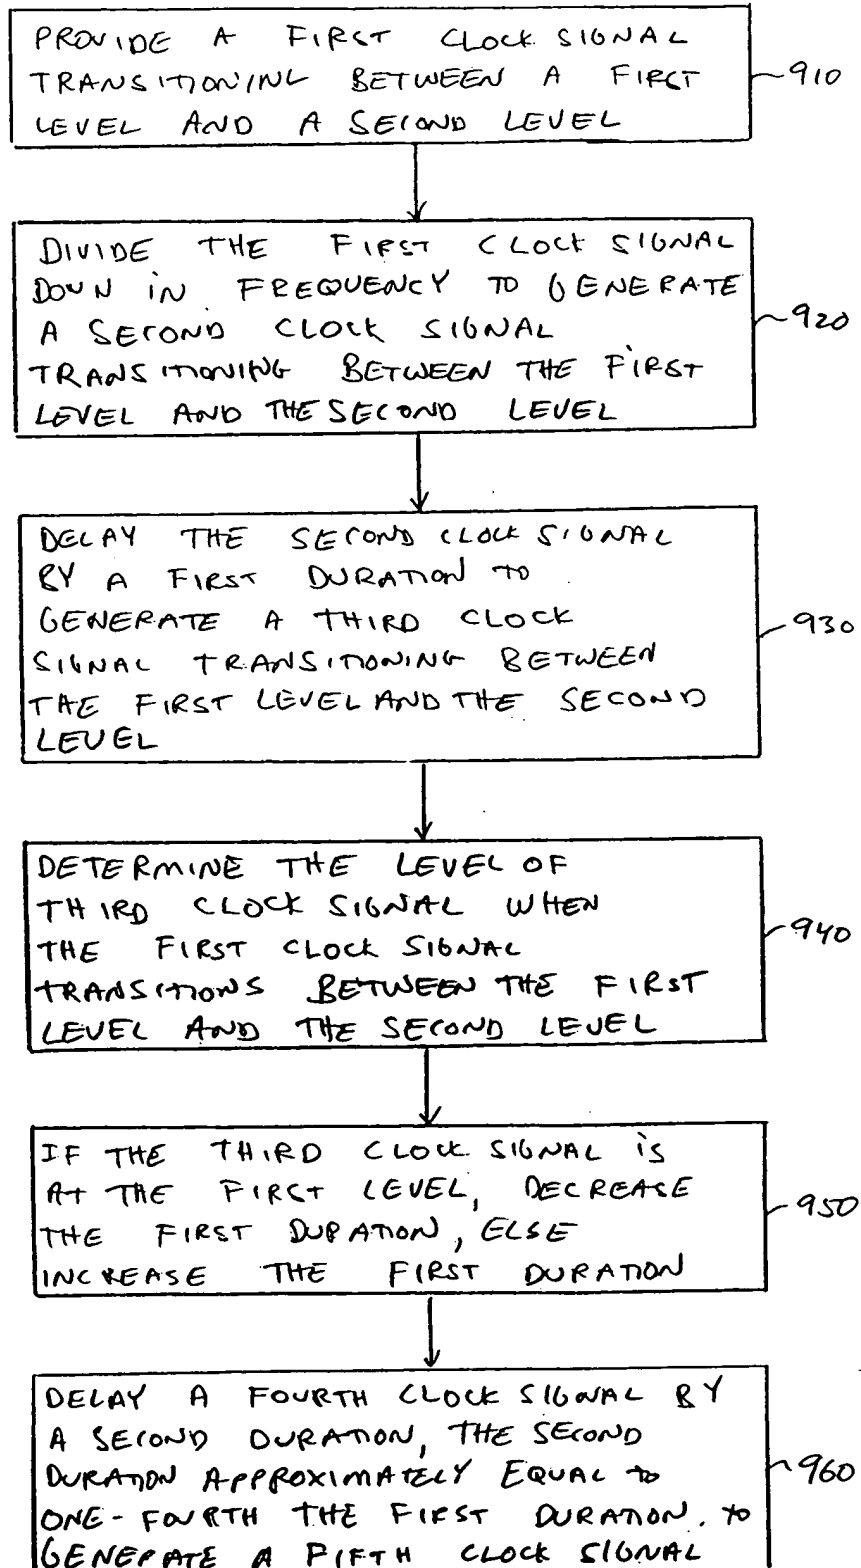 PROVIDE A FIRST CLOCK SIGNAL
TRANSITIONING BETWEEN A FIRST
LEVEL AND A SECOND LEVEL
910
DIVIDE THE FIRST CLOCK SIGNAL
DOWN IN FREQUENCY TO GENERATE
A SECOND CLOCK SIGNAL
TRANSITIONING BETWEEN THE FIRST
LEVEL AND THE SECOND LEVEL
920
DELAY THE SECOND CLOCK SIGNAL
BY A FIRST DURATION TO
GENERATE A THIRD CLOCK
SIGNAL TRANSITIONING BETWEEN
THE FIRST LEVEL AND THE SECOND
LEVEL
930
DETERMINE THE LEVEL OF
THIRD CLOCK SIGNAL WHEN
THE FIRST CLOCK SIGNAL
TRANSITIONS BETWEEN THE FIRST
LEVEL AND THE SECOND LEVEL
940
IF THE THIRD CLOCK SIGNAL IS
AT THE FIRST LEVEL, DECREASE
THE FIRST DURATION, ELSE
INCREASE THE FIRST DURATION
950
DELAY A FOURTH CLOCK SIGNAL BY
A SECOND DURATION, THE SECOND
DURATION APPROXIMATELY EQUAL TO
ONE-FOURTH THE FIRST DURATION. TO
GENERATE A FIFTH CLOCK SIGNAL
960